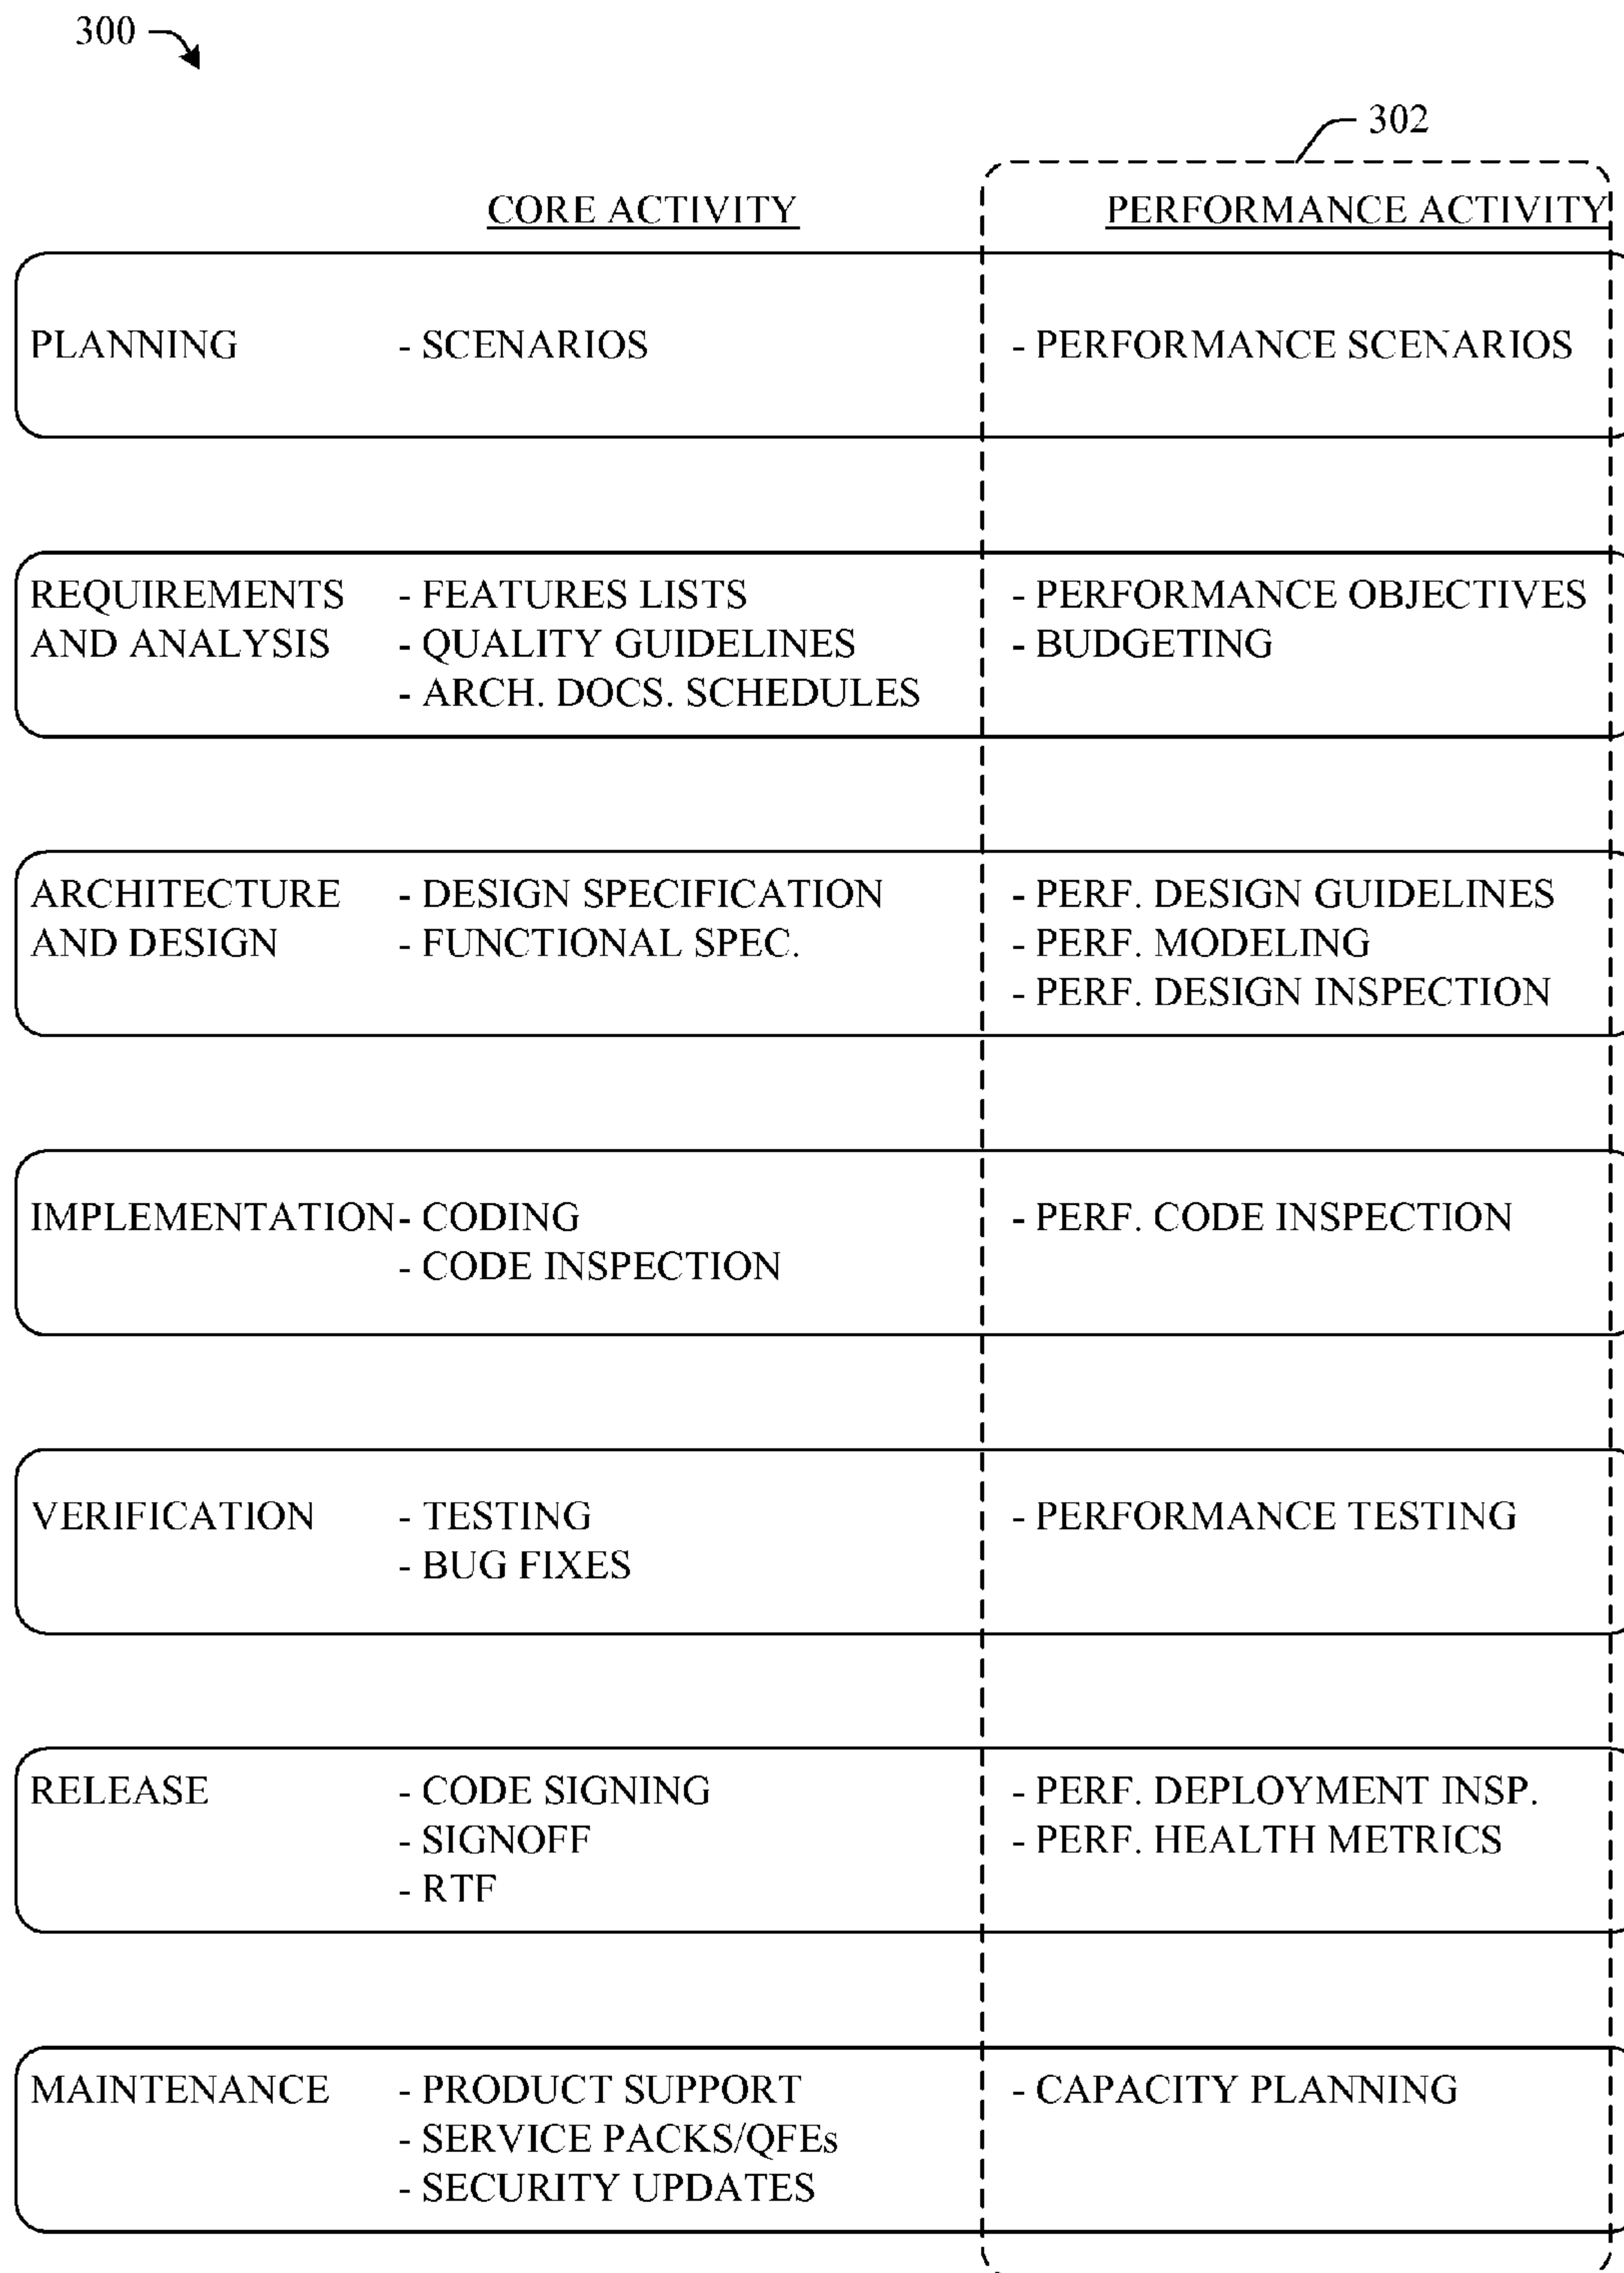 300
302
CORE ACTIVITY PERFORMANCE ACTIVITY
PLANNING - SCENARIOS - PERFORMANCE SCENARIOS
REQUIREMENTS - FEATURES LISTS - PERFORMANCE OBJECTIVES
AND ANALYSIS - QUALITY GUIDELINES - BUDGETING
- ARCH. DOCS. SCHEDULES
ARCHITECTURE - DESIGN SPECIFICATION - PERF. DESIGN GUIDELINES
AND DESIGN - FUNCTIONAL SPEC. - PERF. MODELING
- PERF. DESIGN INSPECTION
IMPLEMENTATION - CODING - PERF. CODE INSPECTION
- CODE INSPECTION
VERIFICATION - TESTING - PERFORMANCE TESTING
- BUG FIXES
RELEASE - CODE SIGNING - PERF. DEPLOYMENT INSP.
- SIGNOFF - PERF. HEALTH METRICS
- RTF
MAINTENANCE - PRODUCT SUPPORT - CAPACITY PLANNING
- SERVICE PACKS/QFEs
- SECURITY UPDATES